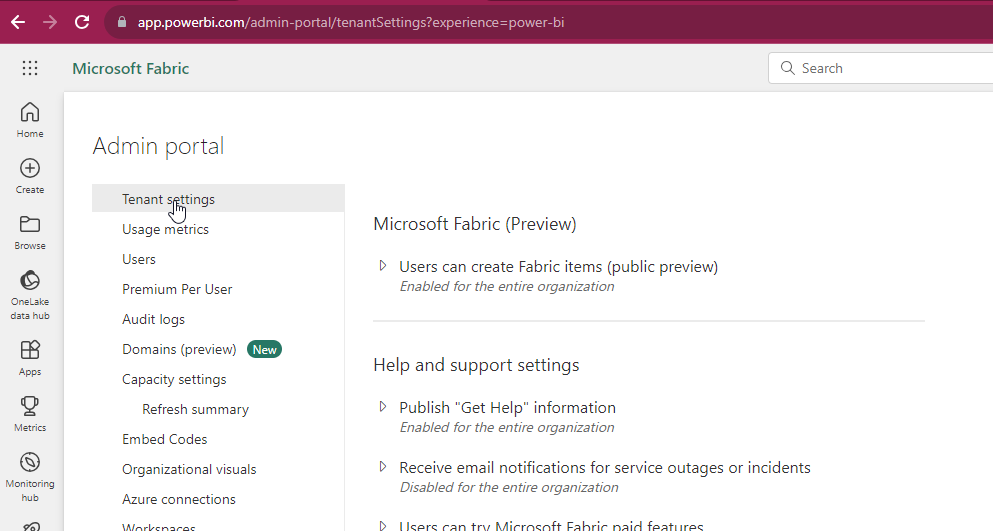 app.powerbi.com/admin-portal/tenantSettings?experience=power-bi
Microsoft Fabric
Search
Home
Create
Browse
OneLake
data hub
Apps
Metrics
Monitoring
hub
Admin portal
Tenant settings
Usage metrics
Users
Premium Per User
Audit logs
Domains (preview) New
Capacity settings
Refresh summary
Embed Codes
Organizational visuals
Azure connections
Workspaces
Microsoft Fabric (Preview)
Users can create Fabric items (public preview)
Enabled for the entire organization
Help and support settings
Publish "Get Help" information
Enabled for the entire organization
Receive email notifications for service outages or incidents
Disabled for the entire organization
Users can try Microsoft Fabric paid features